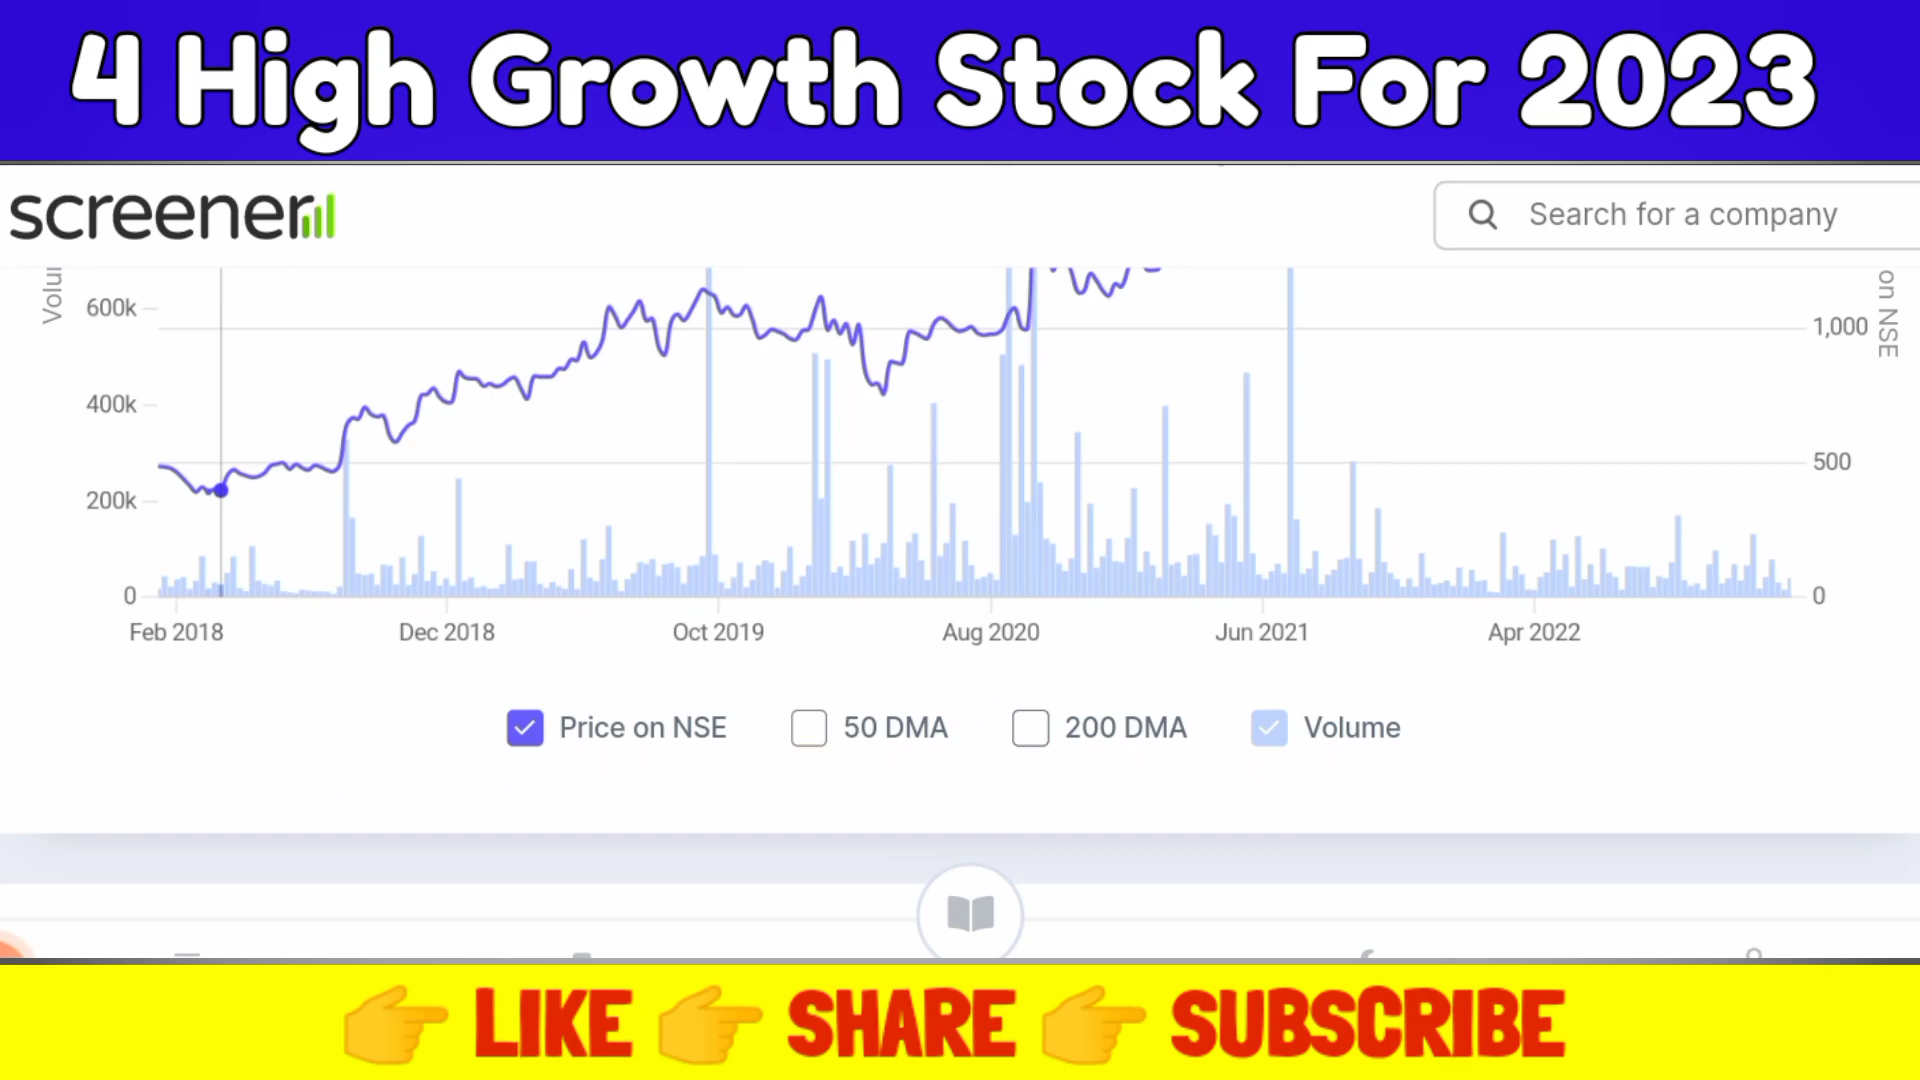 4 High Growth Stock For 2023
screener
Search for a company
Volu
on NSE
600k
400k
200k
0
1,000
500
0
Feb 2018 Dec 2018 Oct 2019 Aug 2020 Jun 2021 Apr 2022
Price on NSE 50 DMA 200 DMA Volume
👉 LIKE 👉 SHARE 👉 SUBSCRIBE